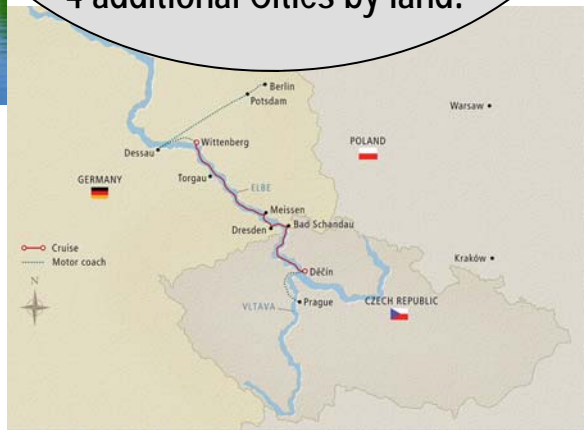 4 additional Cities by land.
Berlin
Potsdam
Warsaw
Wittenberg
Dessau
POLAND
Torgau
GERMANY
ELBE
Meissen
Dresden
Bad Schandau
Cruise
Motor coach
Kraków
Děčín
N
Prague
CZECH REPUBLIC
VLTAVA